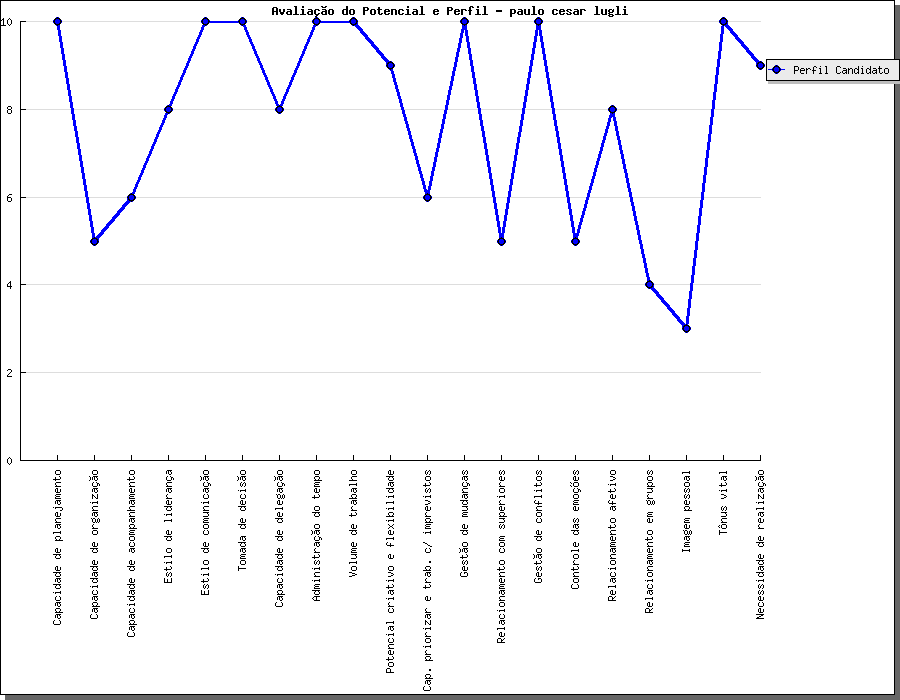 Avaliação do Potencial e Perfil - paulo cesar lugli
10
8
6
4
2
0
Perfil Candidato
Capacidade de planejamento
Capacidade de organização
Capacidade de acompanhamento
Estilo de liderança
Estilo de comunicação
Tomada de decisão
Capacidade de delegação
Administração do tempo
Volume de trabalho
Potencial criativo e flexibilidade
Cap. priorizar e trab. c/ imprevistos
Gestão de mudanças
Relacionamento com superiores
Gestão de conflitos
Controle das emoções
Relacionamento afetivo
Relacionamento em grupos
Imagem pessoal
Tônus vital
Necessidade de realização